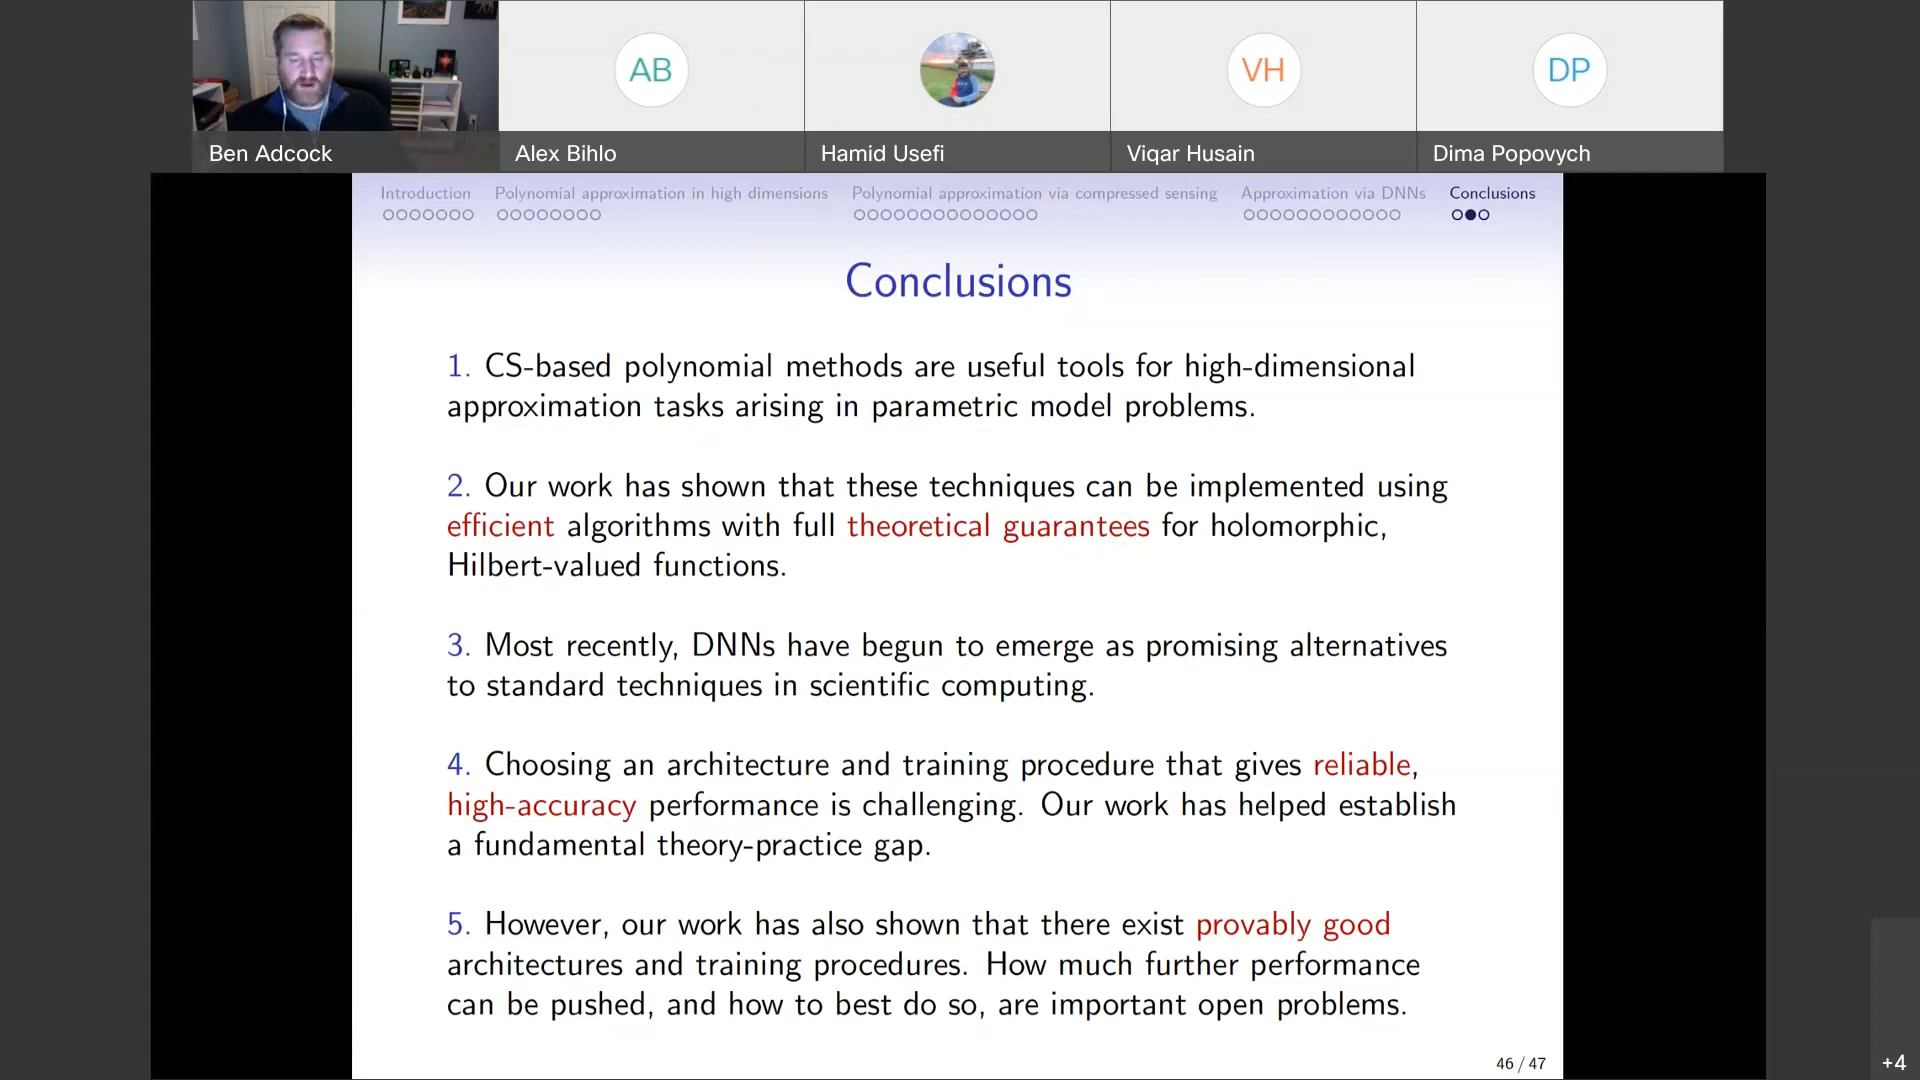 AB
VH
DP
Ben Adcock
Alex Bihlo
Hamid Usefi
Viqar Husain
Dima Popovych
Introduction
Polynomial approximation in high dimensions
Polynomial approximation via compressed sensing
Approximation via DNNs
Conclusions
Conclusions
1. CS-based polynomial methods are useful tools for high-dimensional
approximation tasks arising in parametric model problems.
2. Our work has shown that these techniques can be implemented using
efficient algorithms with full theoretical guarantees for holomorphic,
Hilbert-valued functions.
3. Most recently, DNNs have begun to emerge as promising alternatives
to standard techniques in scientific computing.
4. Choosing an architecture and training procedure that gives reliable,
high-accuracy performance is challenging. Our work has helped establish
a fundamental theory-practice gap.
5. However, our work has also shown that there exist provably good
architectures and training procedures. How much further performance
can be pushed, and how to best do so, are important open problems.
46 / 47
+4